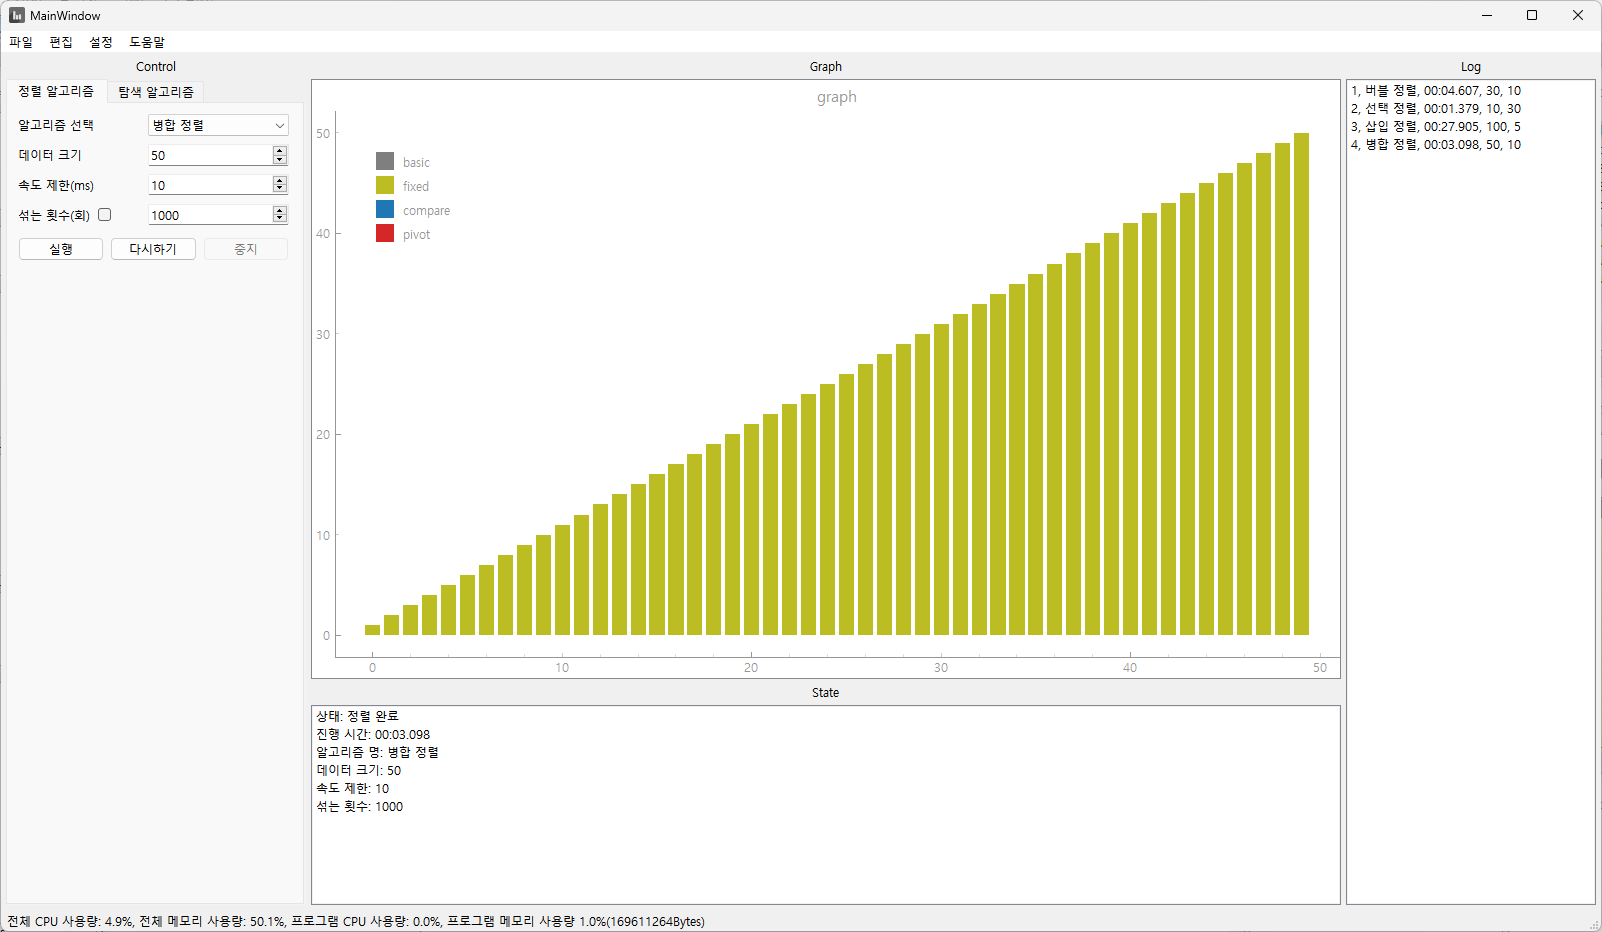 MainWindow
파일 편집 설정 도움말
Control
정렬 알고리즘 탐색 알고리즘
알고리즘 선택 병합 정렬
데이터 크기 50
속도 제한(ms) 10
섞는 횟수(회) 1000
실행 다시하기 중지
Graph
graph
50
40
30
20
10
0
basic
fixed
compare
pivot
0 10 20 30 40 50
State
상태: 정렬 완료
진행 시간: 00:03.098
알고리즘 명: 병합 정렬
데이터 크기: 50
속도 제한: 10
섞는 횟수: 1000
Log
1, 버블 정렬, 00:04.607, 30, 10
2, 선택 정렬, 00:01.379, 10, 30
3, 삽입 정렬, 00:27.905, 100, 5
4, 병합 정렬, 00:03.098, 50, 10
전체 CPU 사용량: 4.9%, 전체 메모리 사용량: 50.1%, 프로그램 CPU 사용량: 0.0%, 프로그램 메모리 사용량 1.0%(169611264Bytes)